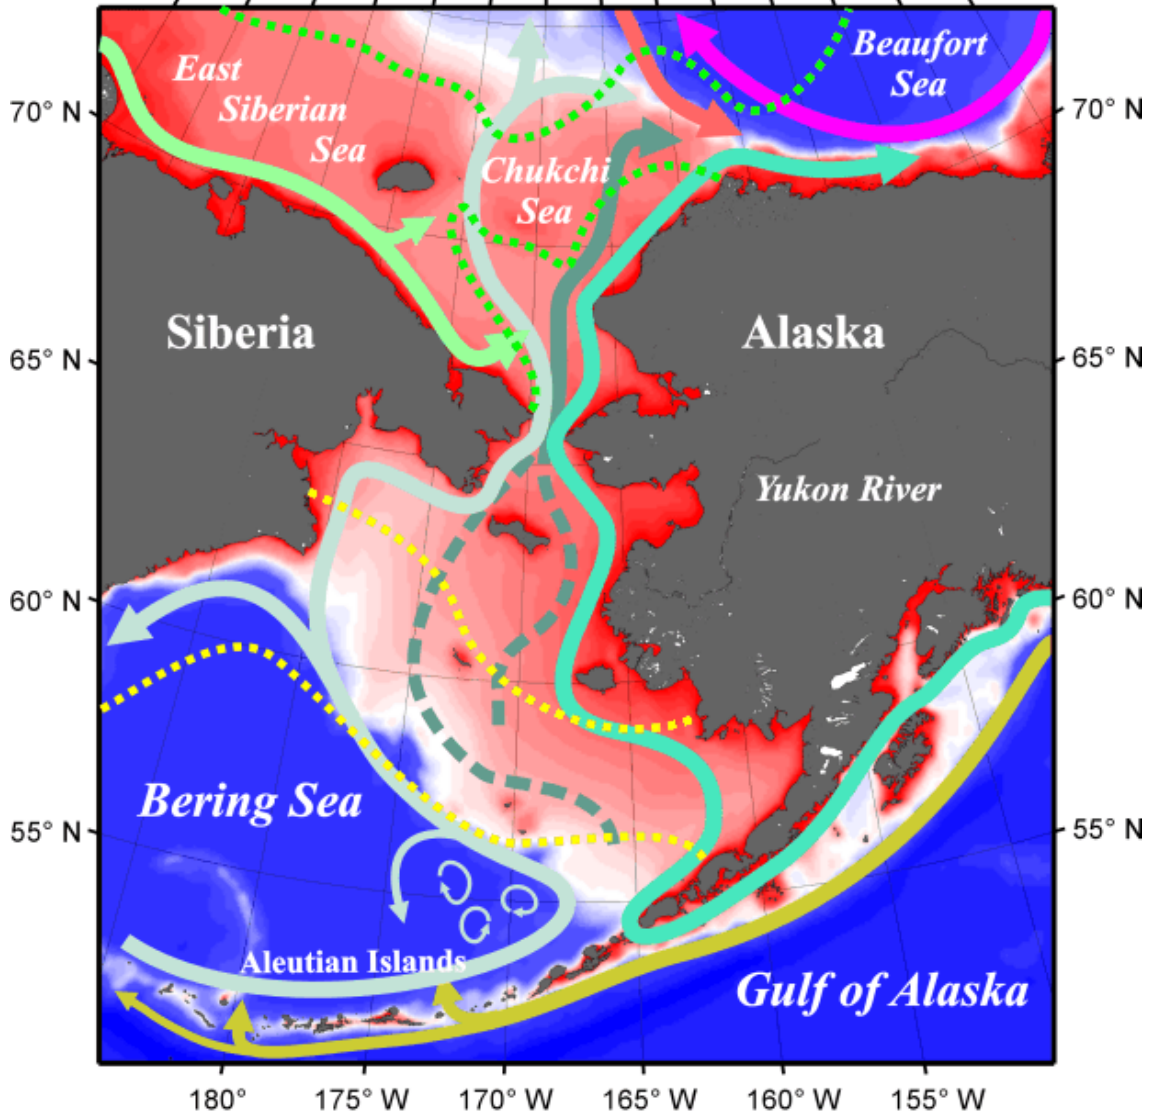 Beaufort
Sea
East
Siberian
Sea
70° N
70° N
Chukchi
Sea
Siberia
Alaska
65° N
65° N
Yukon River
60° N
60° N
Bering Sea
55° N
55° N
Aleutian Islands
Gulf of Alaska
180°
175° W
170° W
165° W
160° W
155° W